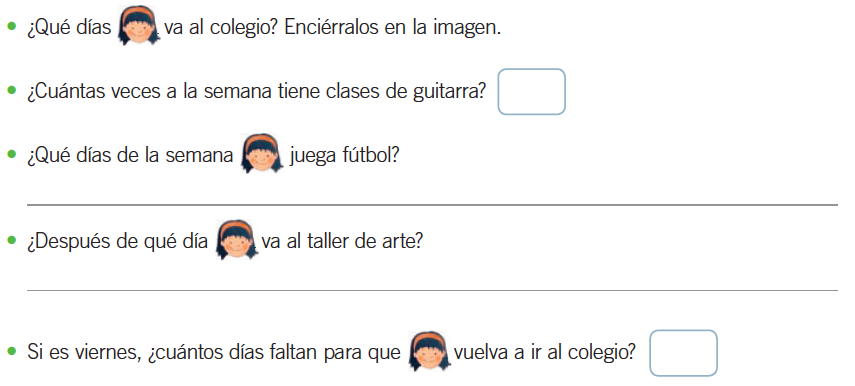 • ¿Qué días va al colegio? Enciérralos en la imagen.
• ¿Cuántas veces a la semana tiene clases de guitarra?
• ¿Qué días de la semana juega fútbol?
• ¿Después de qué día va al taller de arte?
• Si es viernes, ¿cuántos días faltan para que vuelva a ir al colegio?